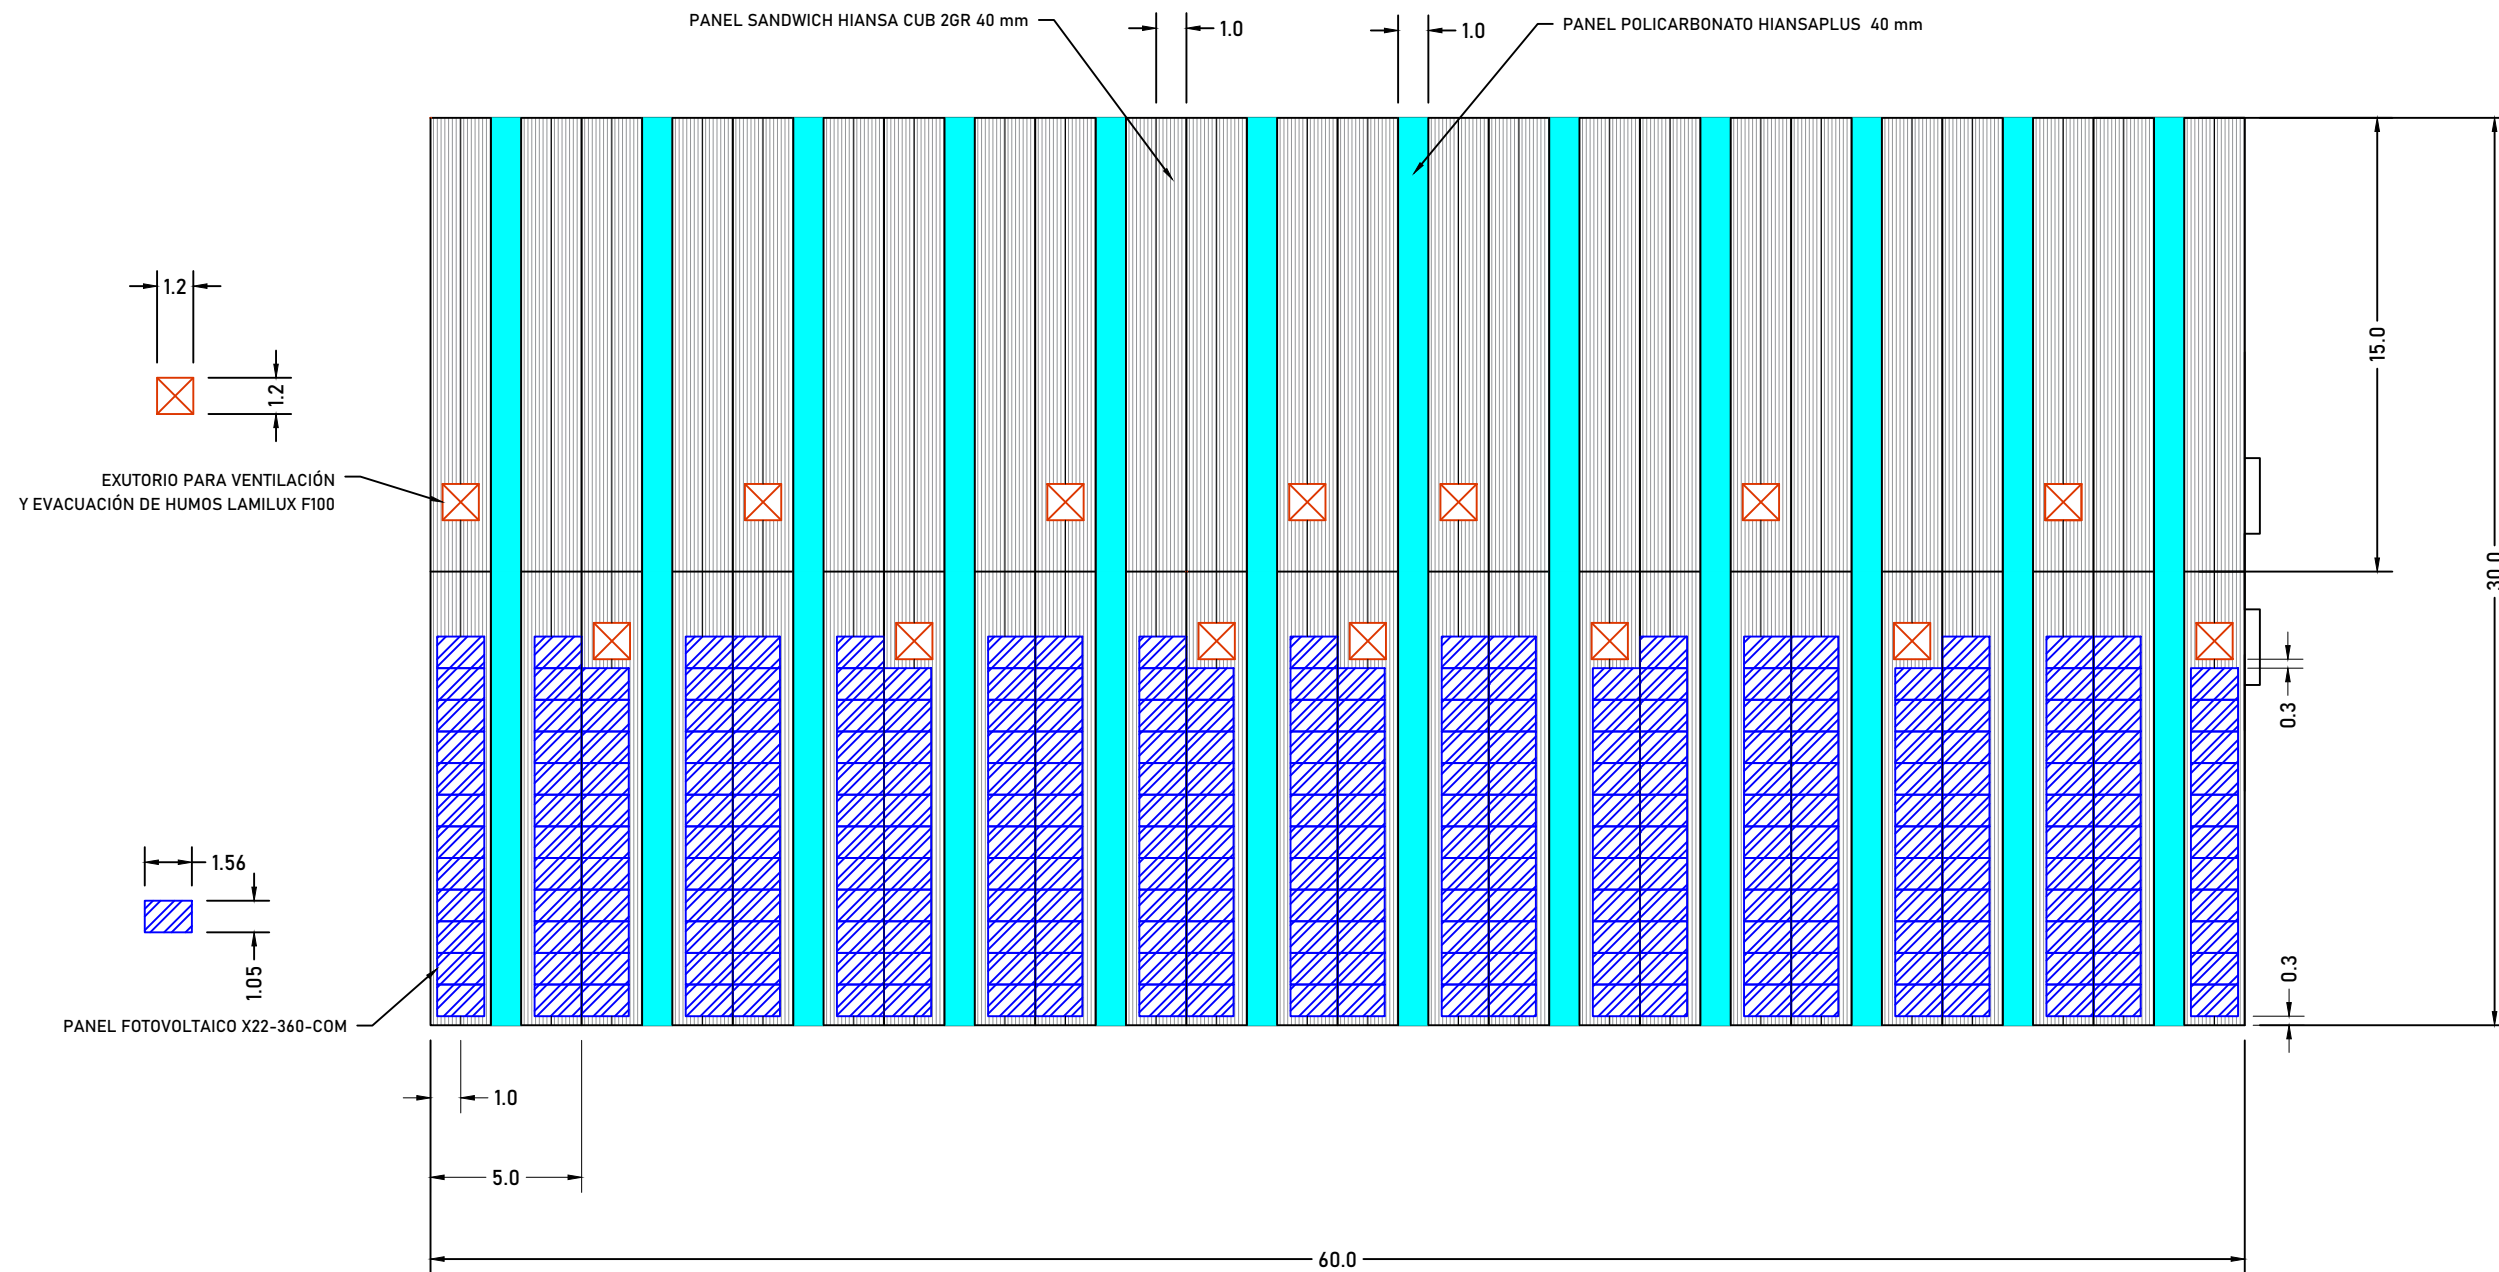 PANEL SANDWICH HIANSA CUB 2GR 40 mm
1.0
1.0
PANEL POLICARBONATO HIANSAPLUS 40 mm
1.2
1.2
15.0
30.0
EXUTORIO PARA VENTILACIÓN
Y EVACUACIÓN DE HUMOS LAMILUX F100
0.3
1.56
1.05
0.3
PANEL FOTOVOLTAICO X22-360-COM
1.0
5.0
60.0